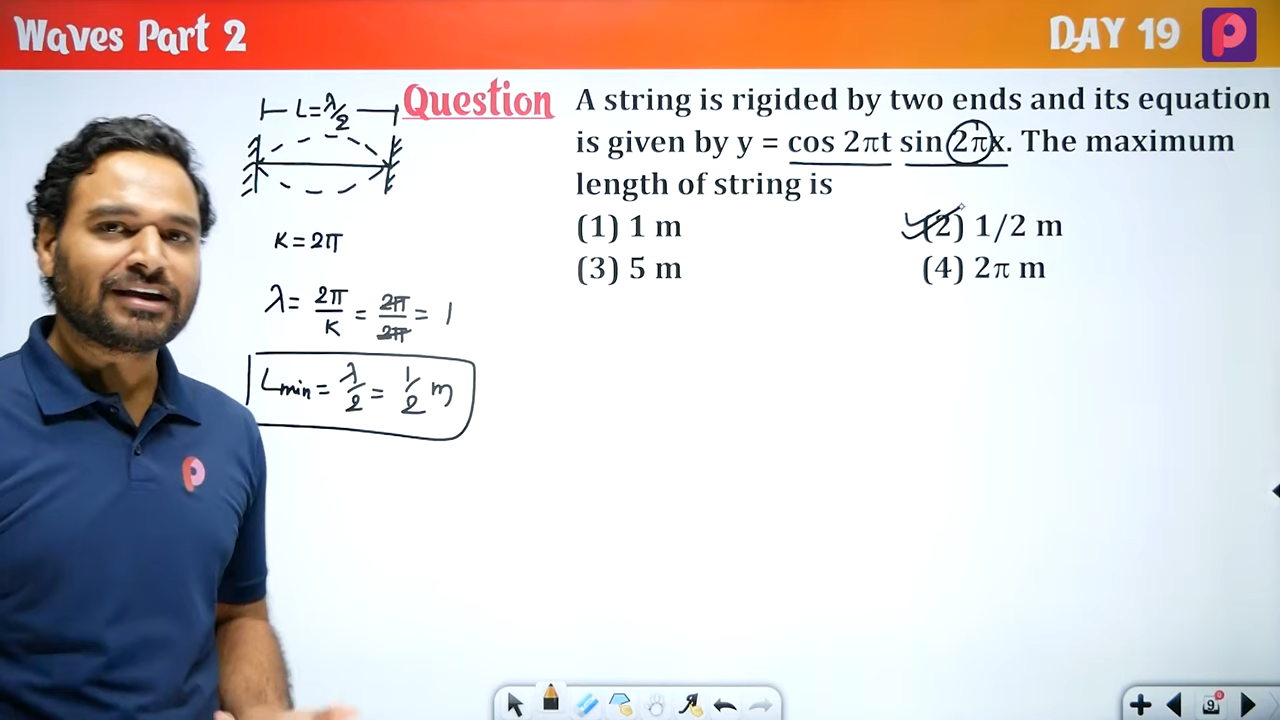 Waves Part 2
DAY 19
L=λ/2
Question
A string is rigided by two ends and its equation
is given by y = cos 2πt sin 2πx. The maximum
length of string is
(1) 1 m
(2) 1/2 m
(3) 5 m
(4) 2π m
K=2π
λ= 2π/K = 2π/2π = 1
Lmin = λ/2 = 1/2 m
9